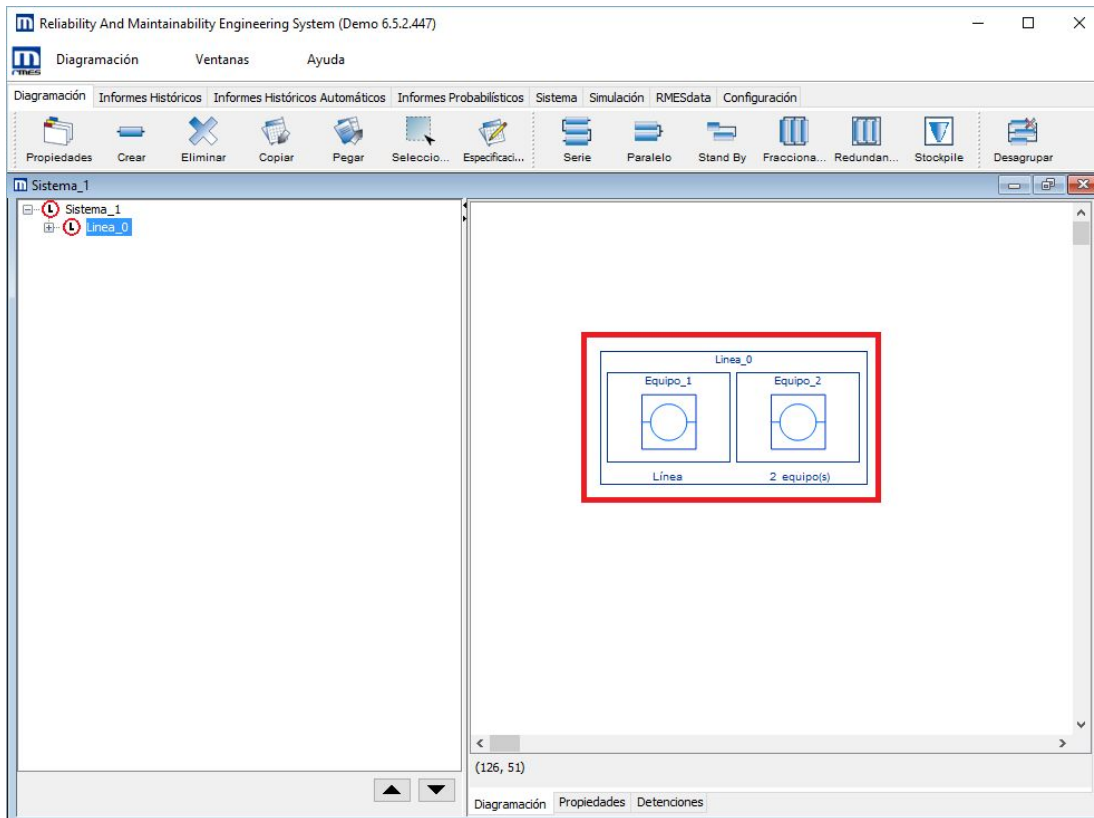 Reliability And Maintainability Engineering System (Demo 6.5.2.447)
rmes
Diagramación Ventanas Ayuda
Diagramación Informes Históricos Informes Históricos Automáticos Informes Probabilísticos Sistema Simulación RMESdata Configuración
Propiedades Crear Eliminar Copiar Pegar Seleccio... Especificaci... Serie Paralelo Stand By Fracciona... Redundan... Stockpile Desagrupar
Sistema_1
Sistema_1
Linea_0
Linea_0
Equipo_1 Equipo_2
Línea 2 equipo(s)
(126, 51)
Diagramación Propiedades Detenciones